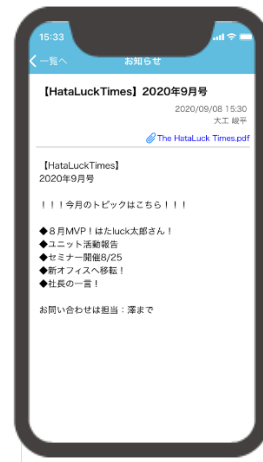 15:33
一覧へ
お知らせ
【HataLuckTimes】2020年9月号
2020/09/08 15:30
大工 峻平
The HataLuck Times.pdf
【HataLuckTimes】
2020年9月号
！！！今月のトピックはこちら！！！
◆８月MVP！はたluck太郎さん！
◆ユニット活動報告
◆セミナー開催8/25
◆新オフィスへ移転！
◆社長の一言！
お問い合わせは担当：澤まで